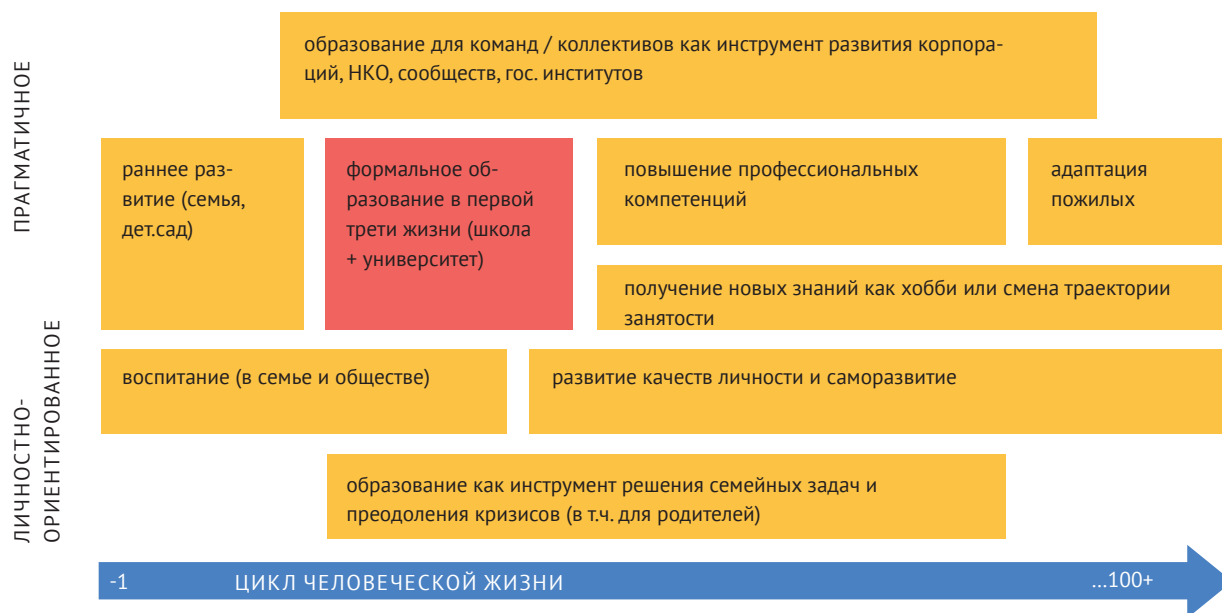 ПРАГМАТИЧНОЕ
образование для команд / коллективов как инструмент развития корпора-
ций, НКО, сообществ, гос. институтов
раннее раз-
витие (семья,
дет.сад)
формальное об-
разование в первой
трети жизни (школа
+ университет)
повышение профессиональных
компетенций
адаптация
пожилых
получение новых знаний как хобби или смена траектории
занятости
ЛИЧНОСТНО-
ОРИЕНТИРОВАННОЕ
воспитание (в семье и обществе)
развитие качеств личности и саморазвитие
образование как инструмент решения семейных задач и
преодоления кризисов (в т.ч. для родителей)
-1 ЦИКЛ ЧЕЛОВЕЧЕСКОЙ ЖИЗНИ ...100+